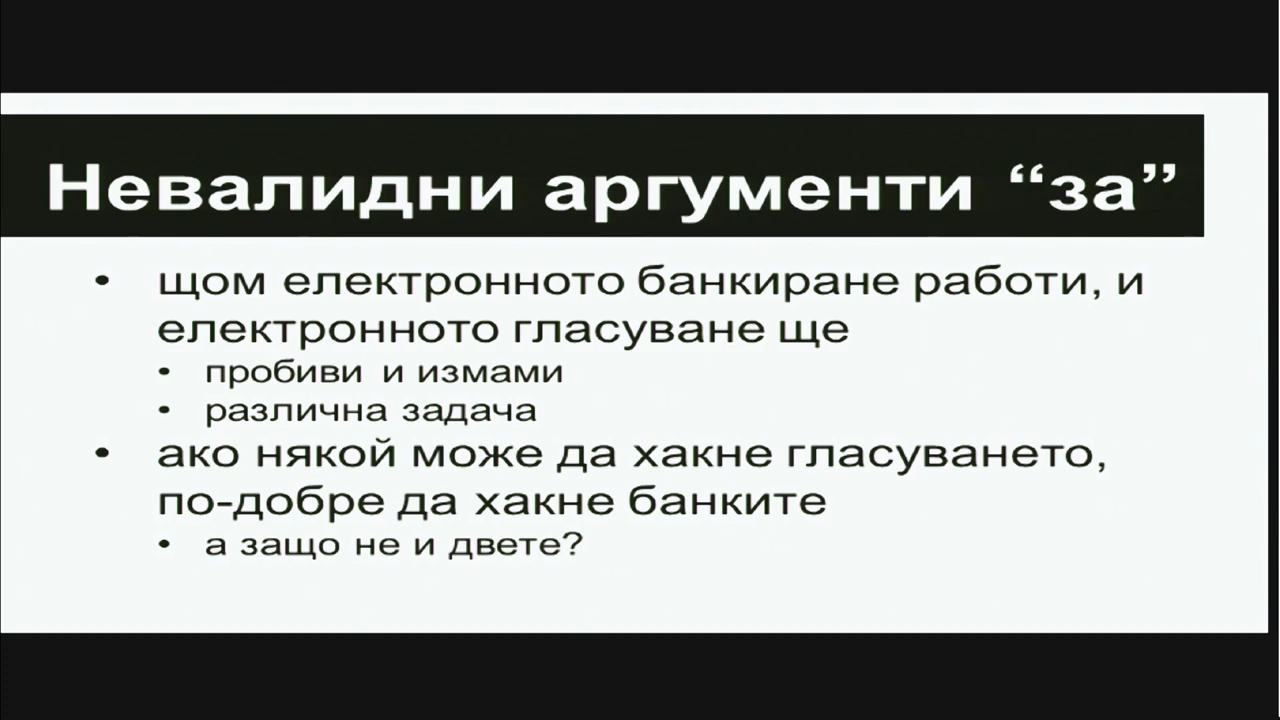 Невалидни аргументи “за”
• щом електронното банкиране работи, и
електронното гласуване ще
• пробиви и измами
• различна задача
• ако някой може да хакне гласуването,
по-добре да хакне банките
• а защо не и двете?